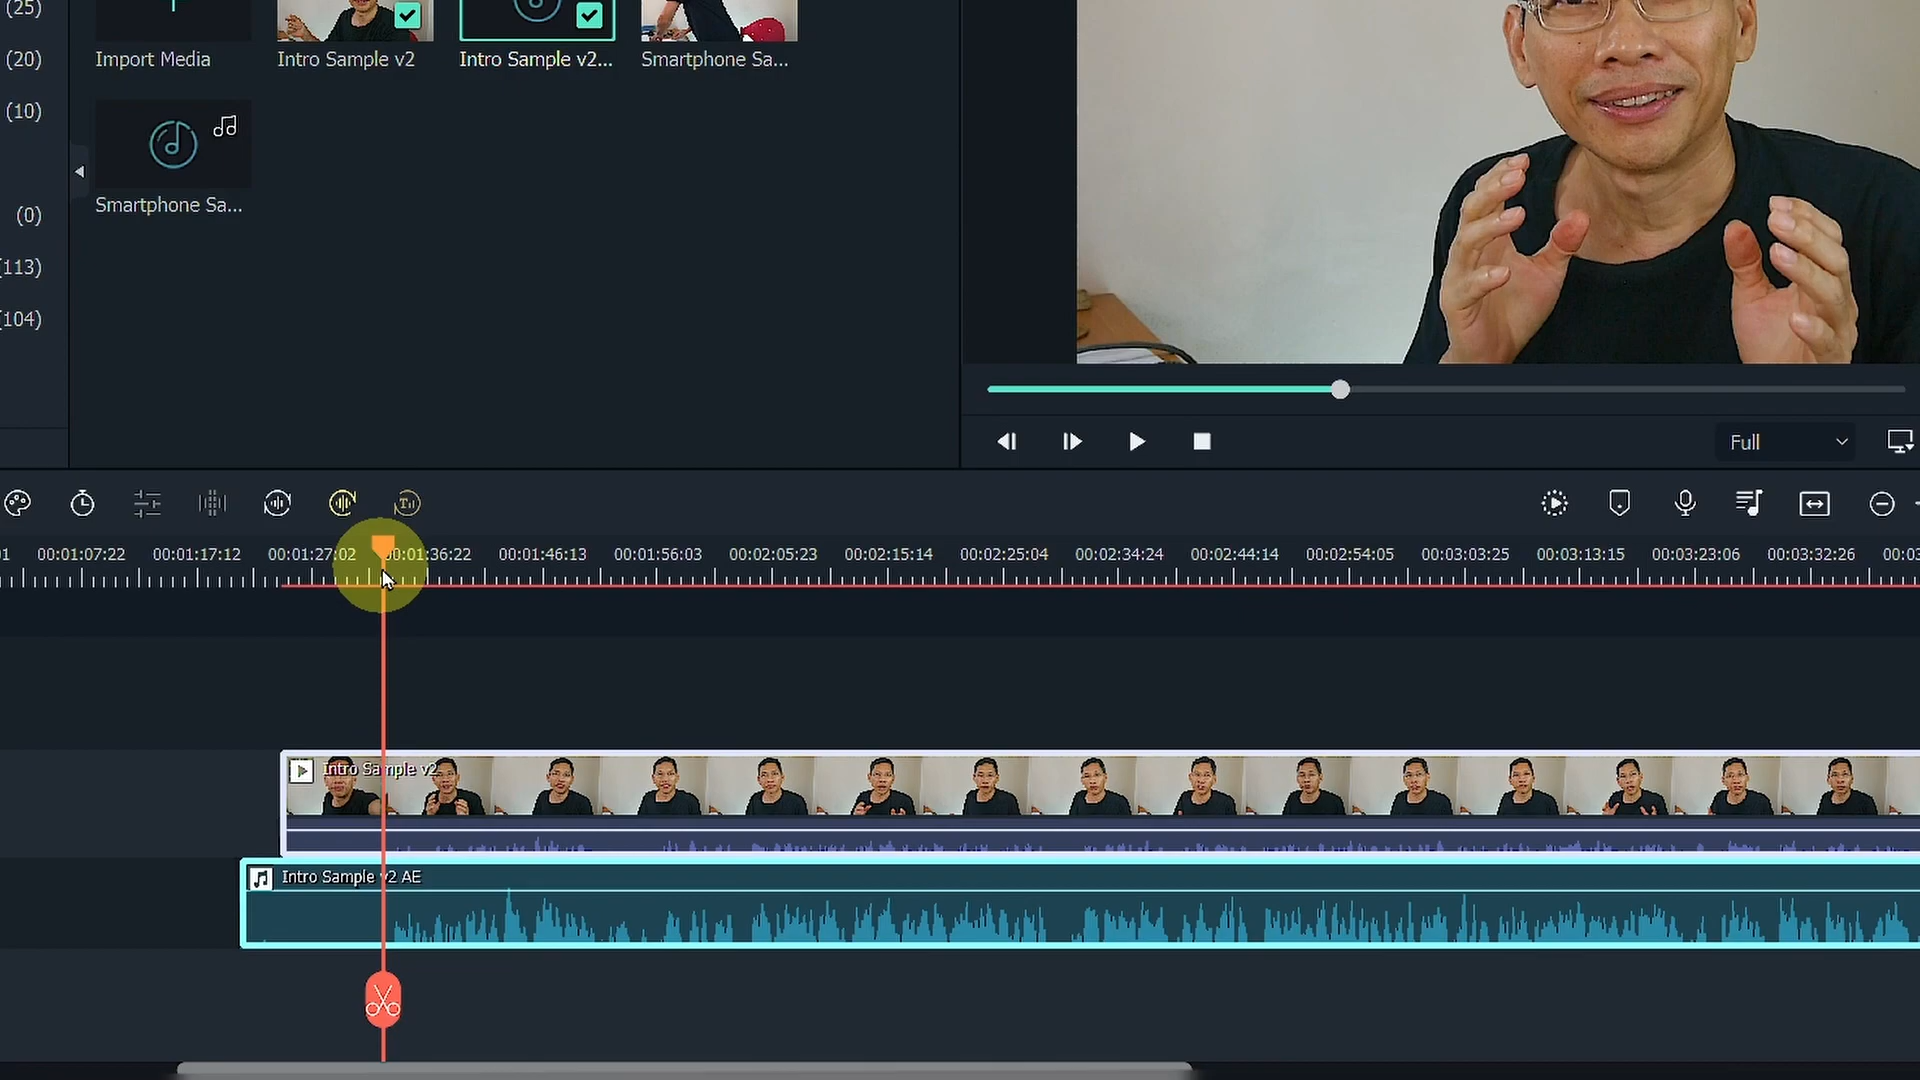 (25)
(20)
(10)
(0)
(113)
(104)
Import Media
Intro Sample v2
Intro Sample v2...
Smartphone Sa...
Smartphone Sa...
Full
00:01:07:22 00:01:17:12 00:01:27:02 00:01:36:22 00:01:46:13 00:01:56:03 00:02:05:23 00:02:15:14 00:02:25:04 00:02:34:24 00:02:44:14 00:02:54:05 00:03:03:25 00:03:13:15 00:03:23:06 00:03:32:26 00:03
Intro Sample v2
Intro Sample v2 AE